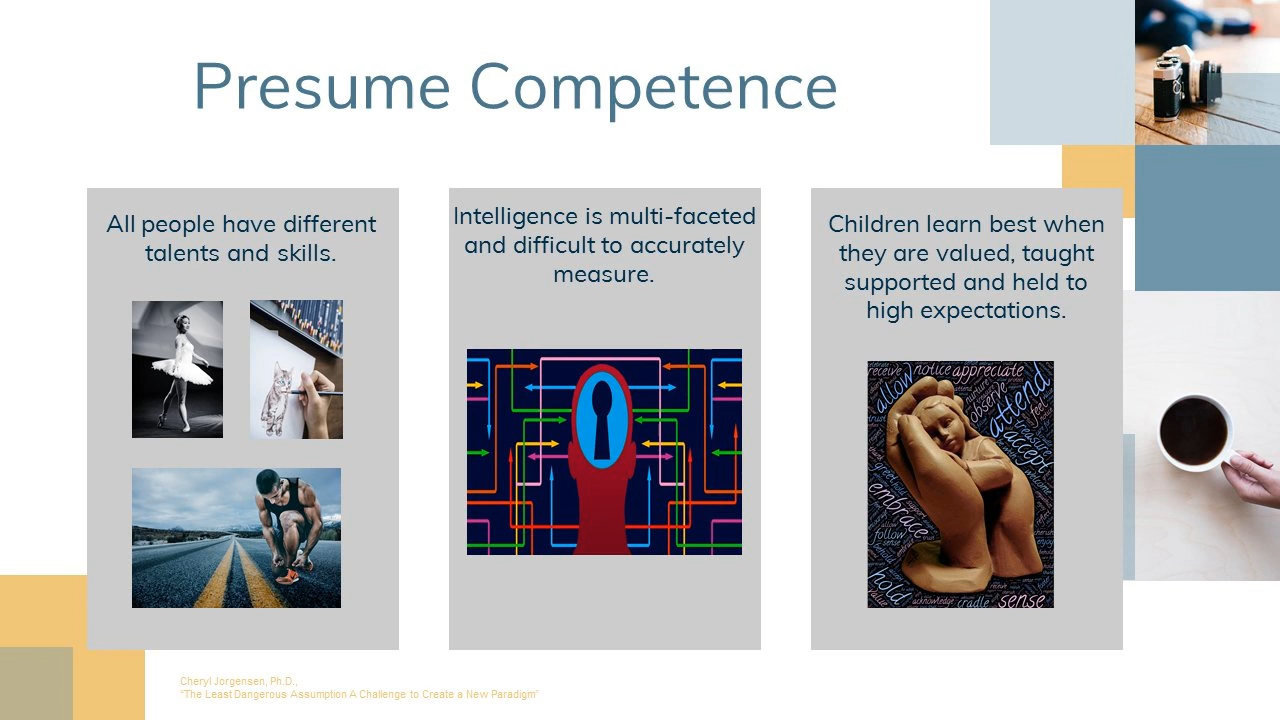 Presume Competence
All people have different
talents and skills.
Intelligence is multi-faceted
and difficult to accurately
measure.
Children learn best when
they are valued, taught
supported and held to
high expectations.
receive notice appreciate
allow
observe
attend
feel
treasure
accept
embrace
allow
follow
sense
hold
acknowledge cradle sense
Cheryl Jorgensen, Ph.D.,
“The Least Dangerous Assumption A Challenge to Create a New Paradigm”